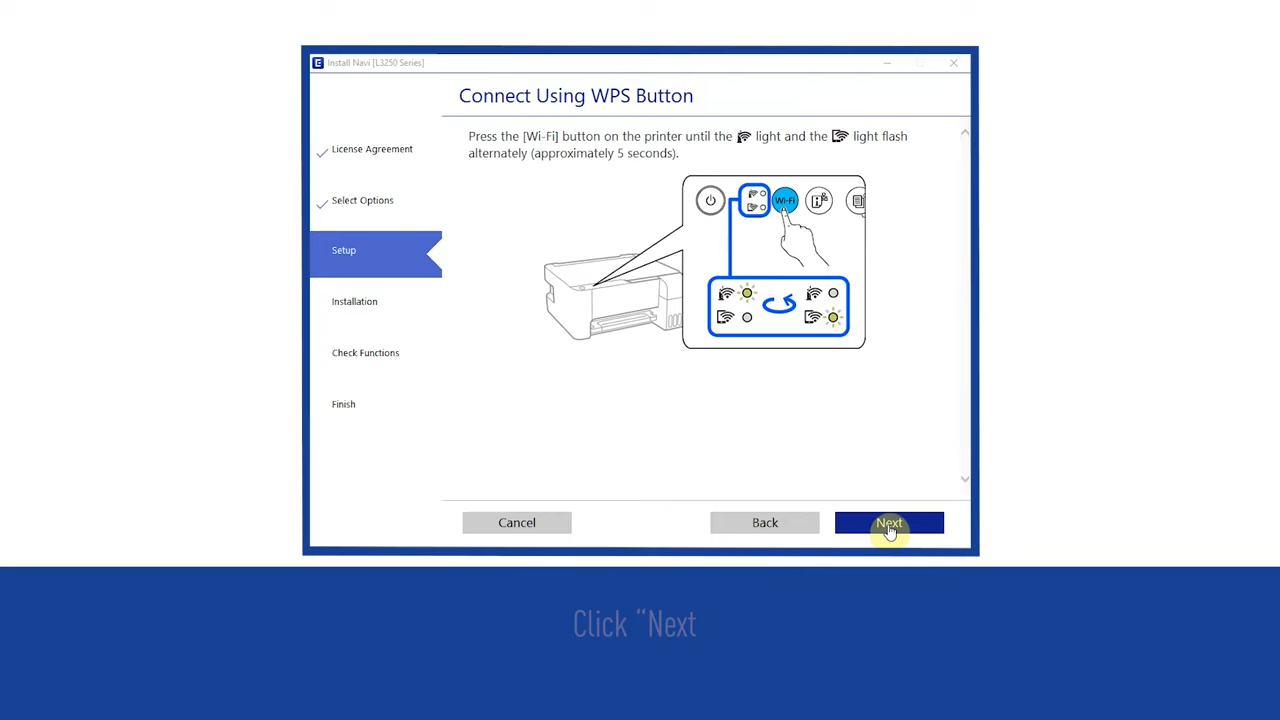 Install Navi [L3250 Series]
Connect Using WPS Button
License Agreement
Select Options
Setup
Installation
Check Functions
Finish
Press the [Wi-Fi] button on the printer until the light and the light flash
alternately (approximately 5 seconds).
Wi-Fi
Cancel
Back
Next
Click “Next